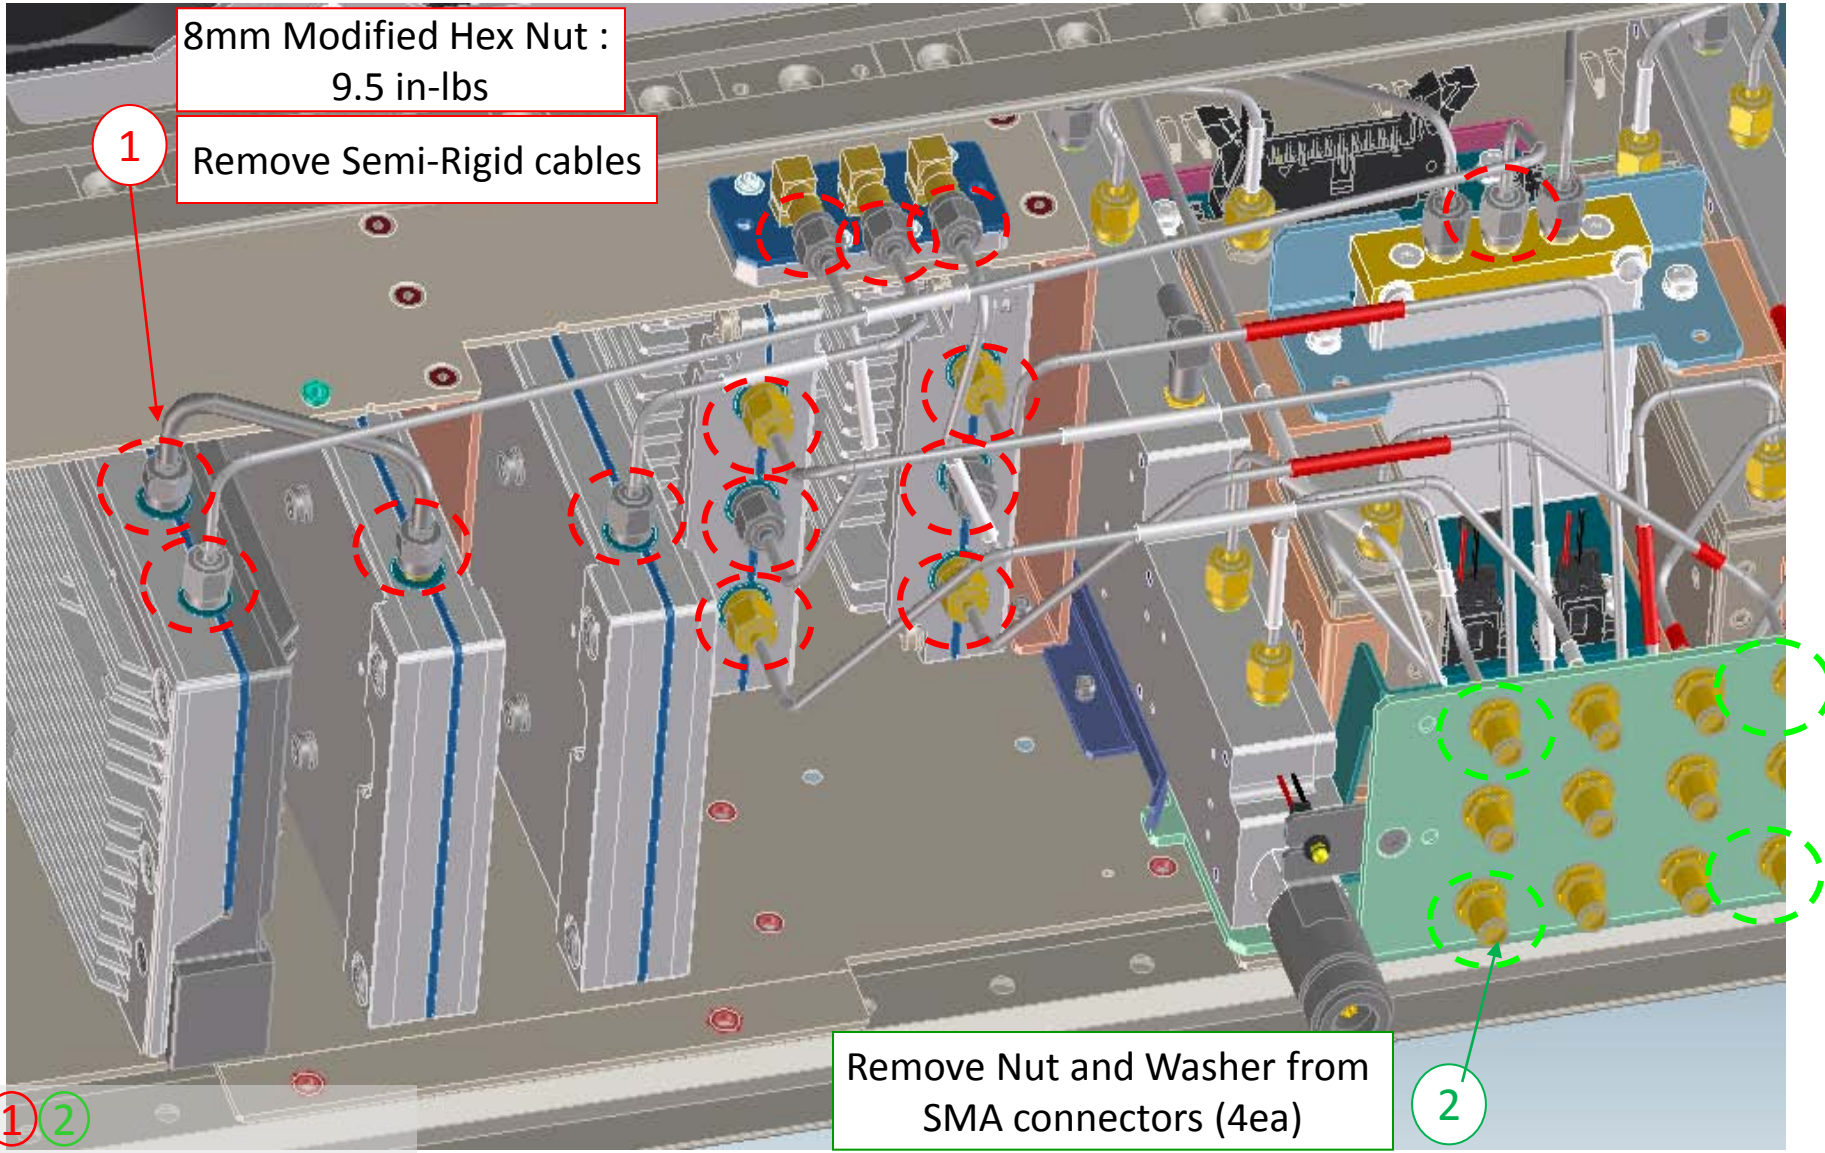 8mm Modified Hex Nut :
9.5 in-lbs
1
Remove Semi-Rigid cables
Remove Nut and Washer from
SMA connectors (4ea)
2
1 2